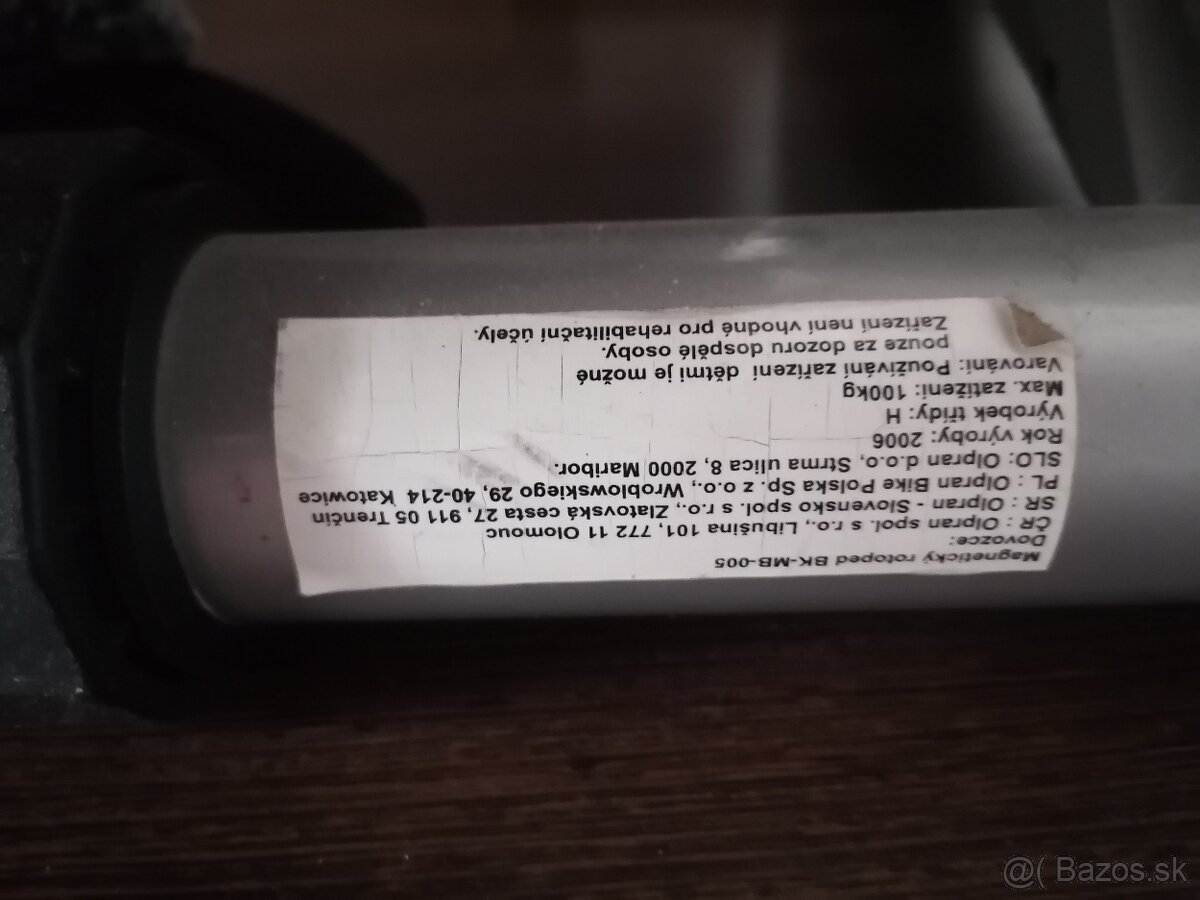 Magnetický rotoped BK-MB-005
Dovozce:
ČR : Olpran spol. s r.o., Libušina 101, 772 11 Olomouc
SR : Olpran - Slovensko spol. s r.o., Zlatovská cesta 27, 911 05 Trenčín
PL : Olpran Bike Polska Sp. z o.o., Wroblowskiego 29, 40-214 Katowice
SLO: Olpran d.o.o, Strma ulica 8, 2000 Maribor.
Rok výroby: 2006
Výrobek třídy: H
Max. zatížení: 100kg
Varování: Používání zařízení dětmi je možné
pouze za dozoru dospělé osoby.
Zařízení není vhodné pro rehabilitační účely.
@( Bazos.sk